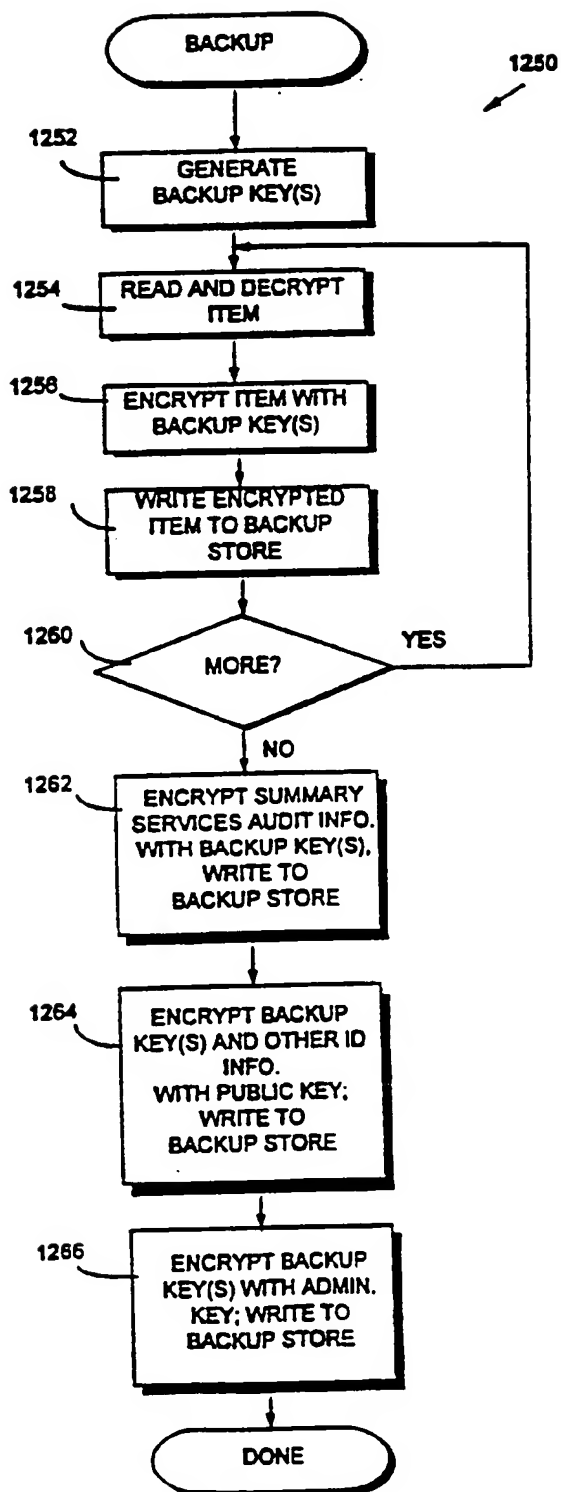 BACKUP
1250
1252
GENERATE
BACKUP KEY(S)
1254
READ AND DECRYPT
ITEM
1256
ENCRYPT ITEM WITH
BACKUP KEY(S)
1258
WRITE ENCRYPTED
ITEM TO BACKUP
STORE
1260
MORE?
YES
NO
1262
ENCRYPT SUMMARY
SERVICES AUDIT INFO.
WITH BACKUP KEY(S),
WRITE TO
BACKUP STORE
1264
ENCRYPT BACKUP
KEY(S) AND OTHER ID
INFO.
WITH PUBLIC KEY;
WRITE TO
BACKUP STORE
1266
ENCRYPT BACKUP
KEY(S) WITH ADMIN.
KEY; WRITE TO
BACKUP STORE
DONE